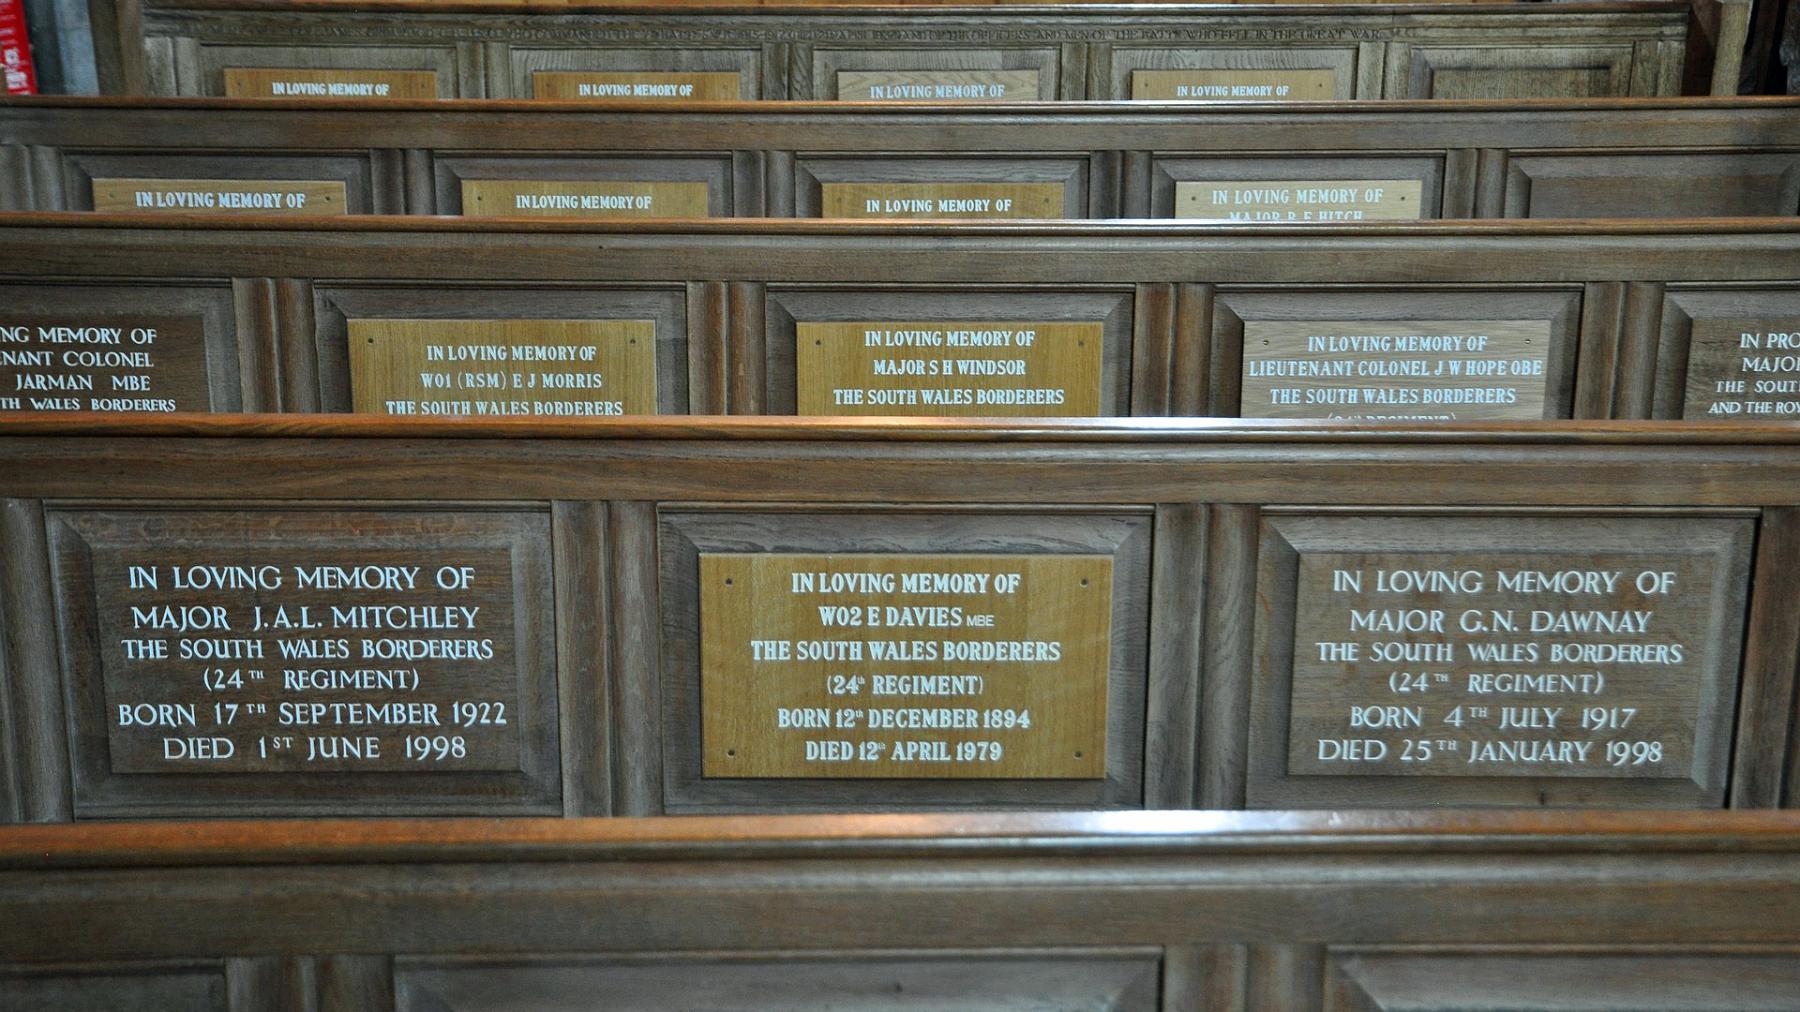 IN LOVING MEMORY OF
IN LOVING MEMORY OF
IN LOVING MEMORY OF
IN LOVING MEMORY OF
IN LOVING MEMORY OF
IN LOVING MEMORY OF
IN LOVING MEMORY OF
IN LOVING MEMORY OF
MAJOR R E HITCH
MEMORY OF
COLONEL
JARMAN MBE
WALES BORDERERS
IN LOVING MEMORY OF
WO1 (RSM) E J MORRIS
THE SOUTH WALES BORDERERS
IN LOVING MEMORY OF
MAJOR S H WINDSOR
THE SOUTH WALES BORDERERS
IN LOVING MEMORY OF
LIEUTENANT COLONEL J W HOPE OBE
THE SOUTH WALES BORDERERS
(24th REGIMENT)
IN
MAJOR
THE
AND THE
IN LOVING MEMORY OF
MAJOR J.A.L. MITCHLEY
THE SOUTH WALES BORDERERS
(24TH REGIMENT)
BORN 17TH SEPTEMBER 1922
DIED 1ST JUNE 1998
IN LOVING MEMORY OF
WO2 E DAVIES MBE
THE SOUTH WALES BORDERERS
(24th REGIMENT)
BORN 12th DECEMBER 1894
DIED 12th APRIL 1979
IN LOVING MEMORY OF
MAJOR G.N. DAWNAY
THE SOUTH WALES BORDERERS
(24TH REGIMENT)
BORN 4TH JULY 1917
DIED 25TH JANUARY 1998